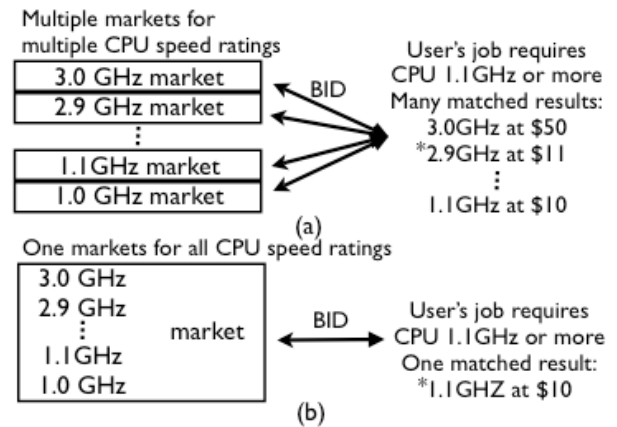 Multiple markets for
multiple CPU speed ratings
3.0 GHz market
2.9 GHz market
1.1GHz market
1.0 GHz market
BID
User's job requires
CPU 1.1GHz or more
Many matched results:
3.0GHz at $50
*2.9GHz at $11
1.1GHz at $10
(a)
One markets for all CPU speed ratings
3.0 GHz
2.9 GHz
1.1GHz
1.0 GHz
market
BID
User's job requires
CPU 1.1GHz or more
One matched result:
*1.1GHZ at $10
(b)